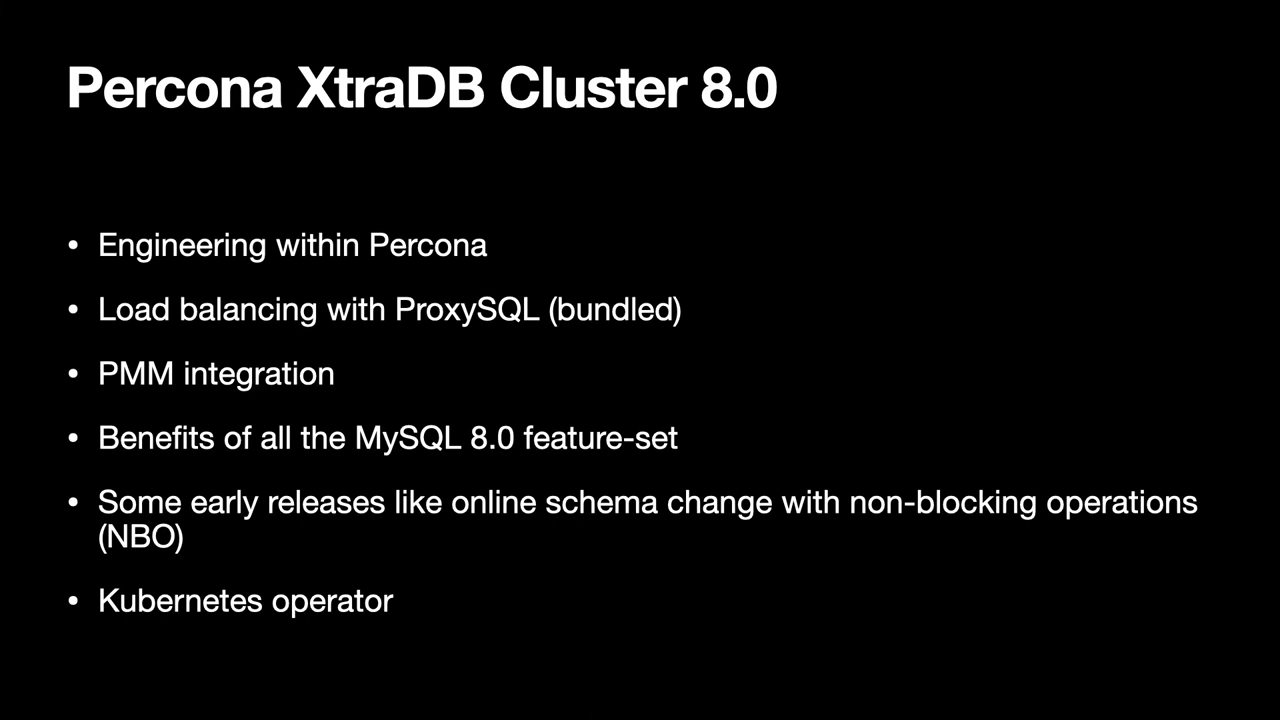 Percona XtraDB Cluster 8.0
• Engineering within Percona
• Load balancing with ProxySQL (bundled)
• PMM integration
• Benefits of all the MySQL 8.0 feature-set
• Some early releases like online schema change with non-blocking operations
(NBO)
• Kubernetes operator